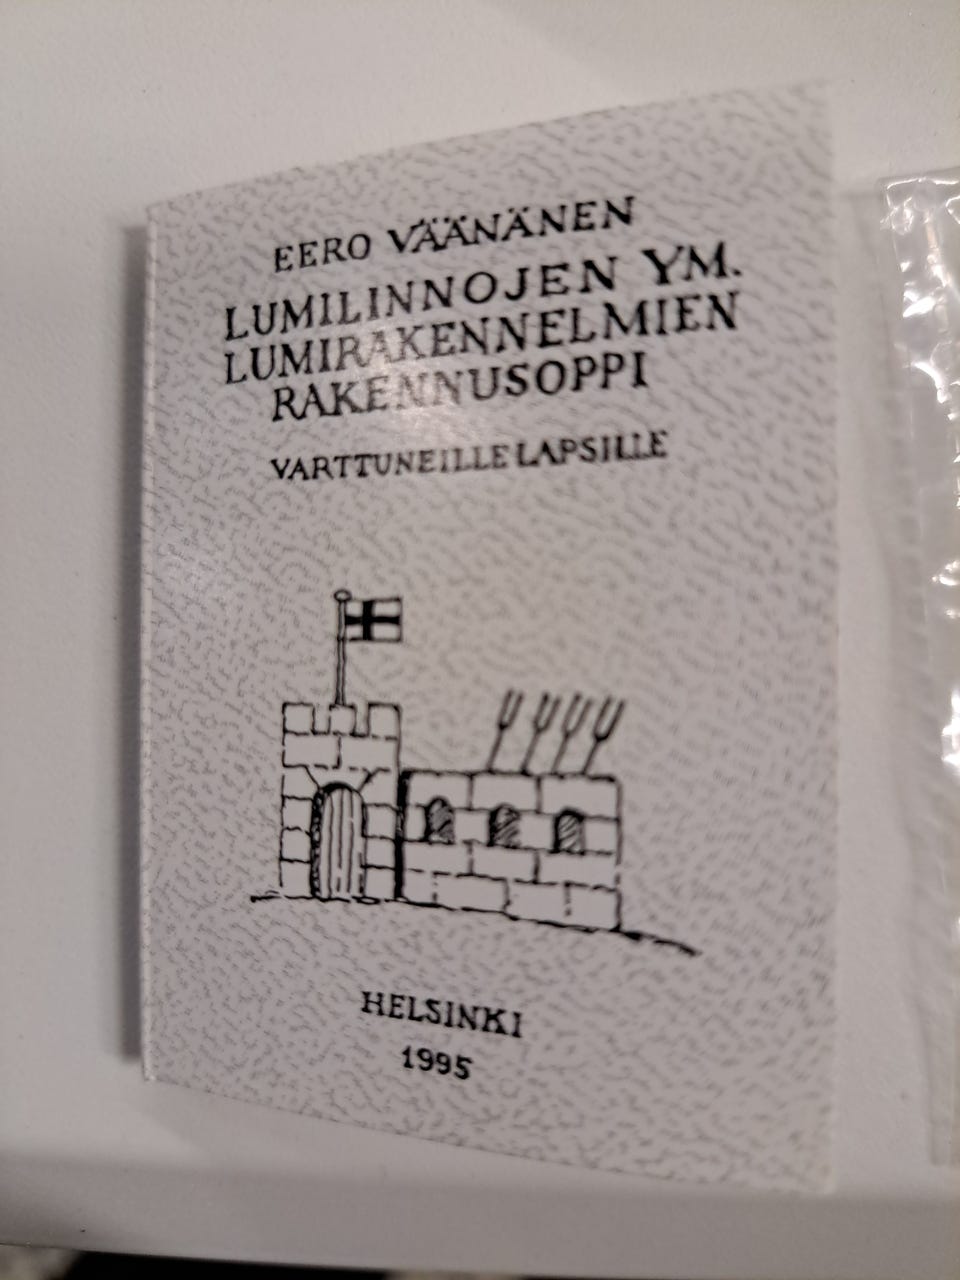 EERO VÄÄNÄNEN
LUMILINNOJEN YM.
LUMIRAKENNELMIEN
RAKENNUSOPPI
VARTTUNEILLE LAPSILLE
HELSINKI
1995